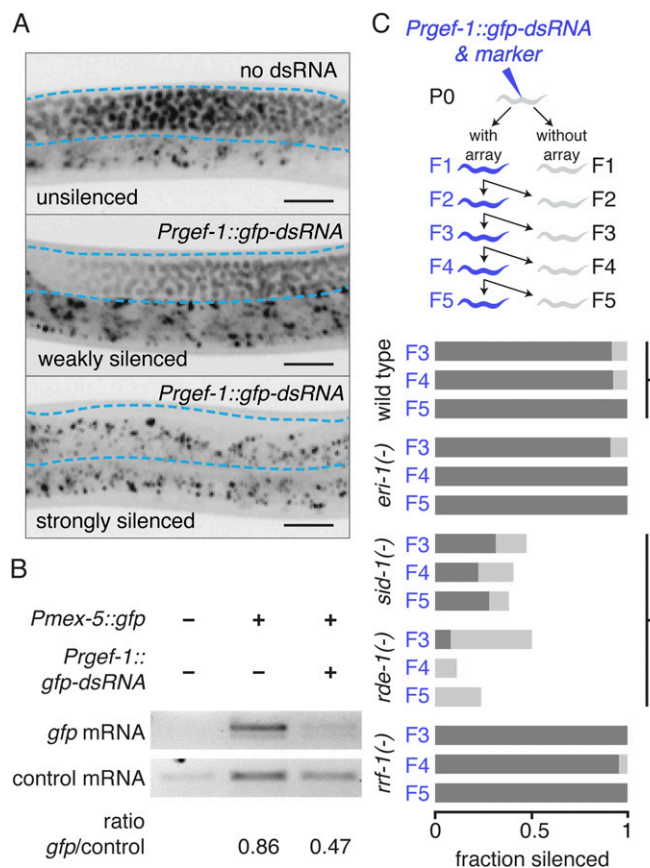 A
no dsRNA
unsilenced
Prgef-1::gfp-dsRNA
weakly silenced
Prgef-1::gfp-dsRNA
strongly silenced
B
Pmex-5::gfp – + +
Prgef-1::
gfp-dsRNA – – +
gfp mRNA
control mRNA
ratio
gfp/control 0.86 0.47
C
Prgef-1::gfp-dsRNA
& marker
P0
with
array
without
array
F1 F1
F2 F2
F3 F3
F4 F4
F5 F5
wild type
F3
F4
F5
eri-1(-)
F3
F4
F5
sid-1(-)
F3
F4
F5
rde-1(-)
F3
F4
F5
rrf-1(-)
F3
F4
F5
0 0.5 1
fraction silenced